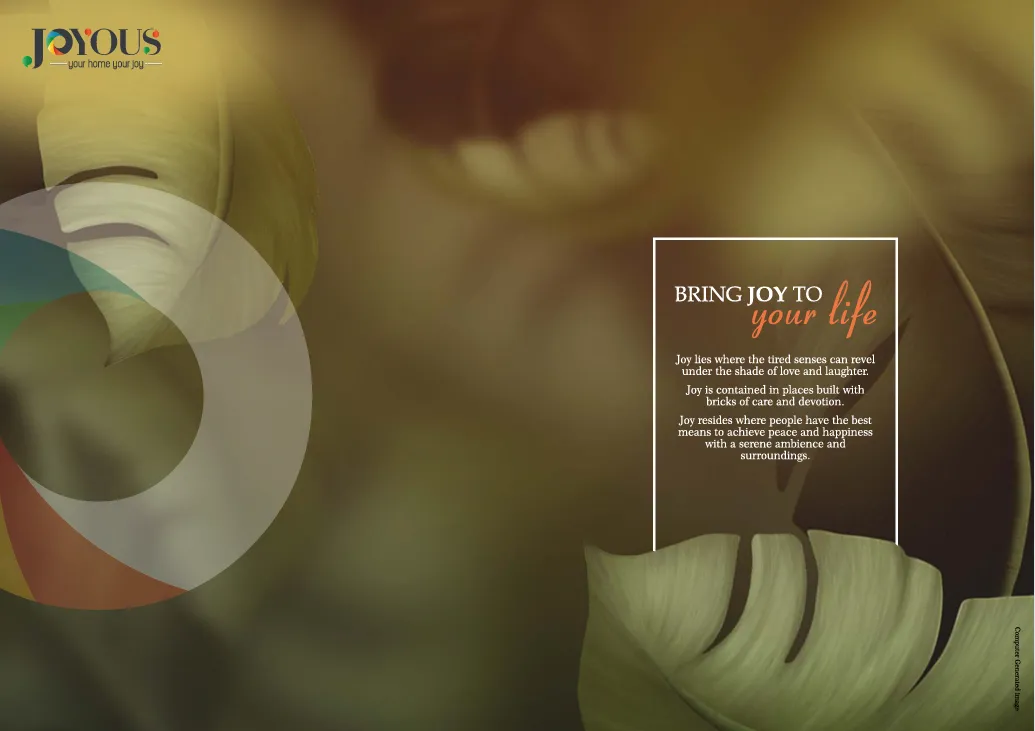 JOYOUS
your home your joy
BRING JOY TO
your life
Joy lies where the tired senses can revel
under the shade of love and laughter.
Joy is contained in places built with
bricks of care and devotion.
Joy resides where people have the best
means to achieve peace and happiness
with a serene ambience and
surroundings.
Computer Generated Image